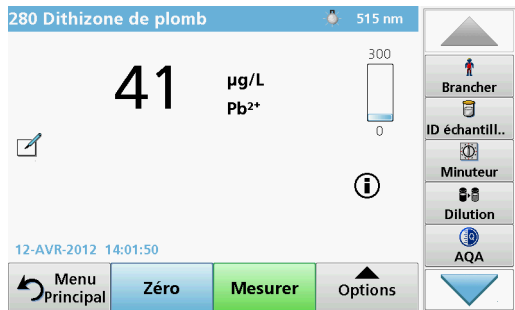 280 Dithizone de plomb
515 nm
41
µg/L
Pb²⁺
300
0
12-AVR-2012 14:01:50
Menu
Principal
Zéro
Mesurer
Options
Brancher
ID échantill..
Minuteur
Dilution
AQA